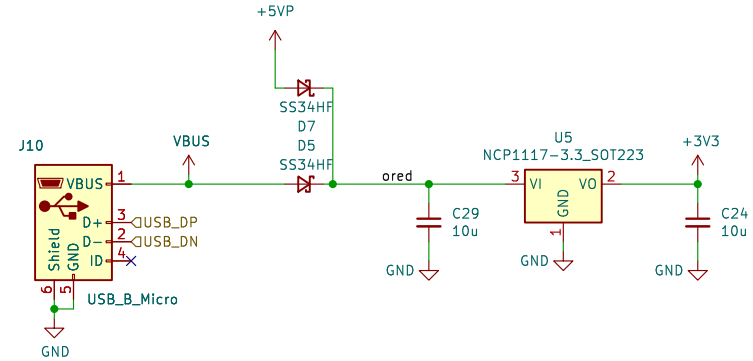 +5VP
SS34HF
D7
D5
SS34HF
J10
VBUS
ored
U5
NCP1117-3.3_SOT223
+3V3
VBUS
1
D+
3
USB_DP
D-
2
USB_DN
ID
4
Shield
GND
6
5
USB_B_Micro
GND
C29
10u
GND
3
VI
VO
2
GND
1
GND
C24
10u
GND